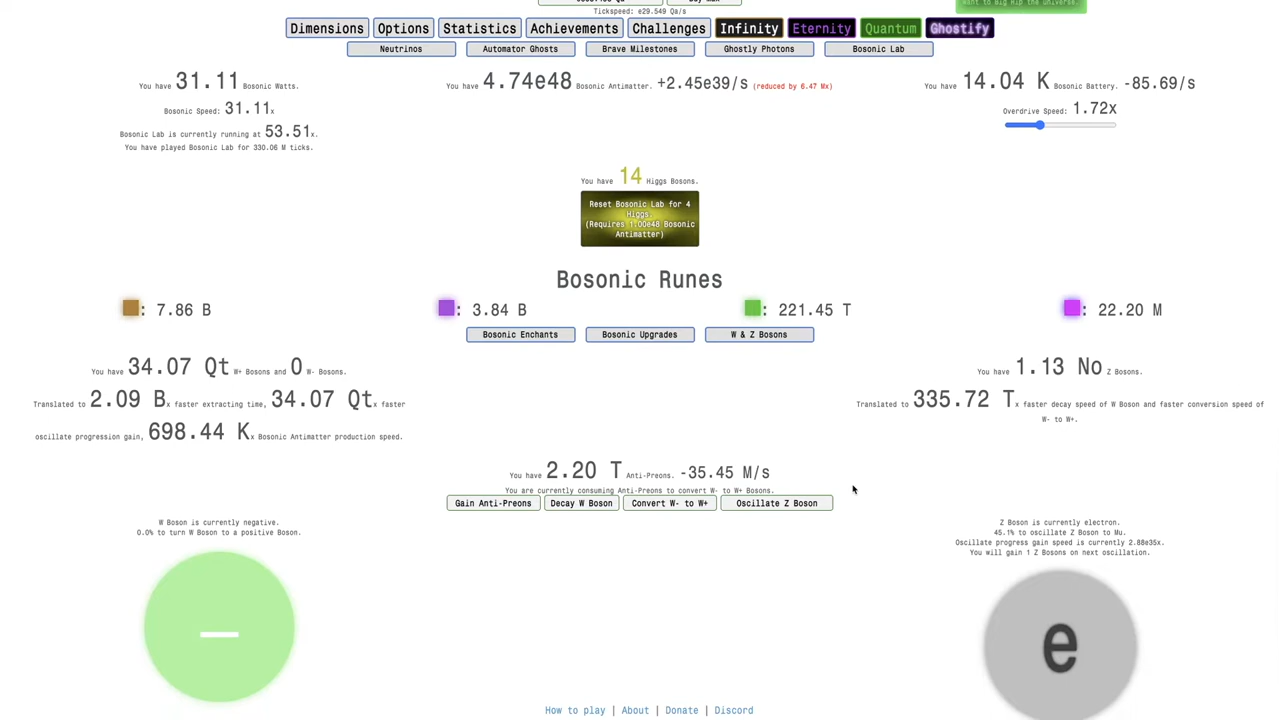 Tickspeed: e29.549 Qa/s
want to Big Rip the universe.
Dimensions Options Statistics Achievements Challenges Infinity Eternity Quantum Ghostify
Neutrinos Automator Ghosts Brave Milestones Ghostly Photons Bosonic Lab
You have 31.11 Bosonic Watts.
You have 4.74e48 Bosonic Antimatter. +2.45e39/s (reduced by 6.47 Mx)
You have 14.04 K Bosonic Battery. -85.69/s
Bosonic Speed: 31.11x
Overdrive Speed: 1.72x
Bosonic Lab is currently running at 53.51x.
You have played Bosonic Lab for 330.06 M ticks.
You have 14 Higgs Bosons.
Reset Bosonic Lab for 4
Higgs.
(Requires 1.00e48 Bosonic
Antimatter)
Bosonic Runes
: 7.86 B
: 3.84 B
: 221.45 T
: 22.20 M
Bosonic Enchants Bosonic Upgrades W & Z Bosons
You have 34.07 Qt W+ Bosons and 0 W- Bosons.
Translated to 2.09 Bx faster extracting time, 34.07 Qtx faster
oscillate progression gain, 698.44 Kx Bosonic Antimatter production speed.
You have 1.13 No Z Bosons.
Translated to 335.72 Tx faster decay speed of W Boson and faster conversion speed of
W- to W+.
You have 2.20 T Anti-Preons. -35.45 M/s
You are currently consuming Anti-Preons to convert W- to W+ Bosons.
Gain Anti-Preons Decay W Boson Convert W- to W+ Oscillate Z Boson
W Boson is currently negative.
0.0% to turn W Boson to a positive Boson.
−
Z Boson is currently electron.
45.1% to oscillate Z Boson to Mu.
Oscillate progress gain speed is currently 2.88e35x.
You will gain 1 Z Bosons on next oscillation.
e
How to play | About | Donate | Discord